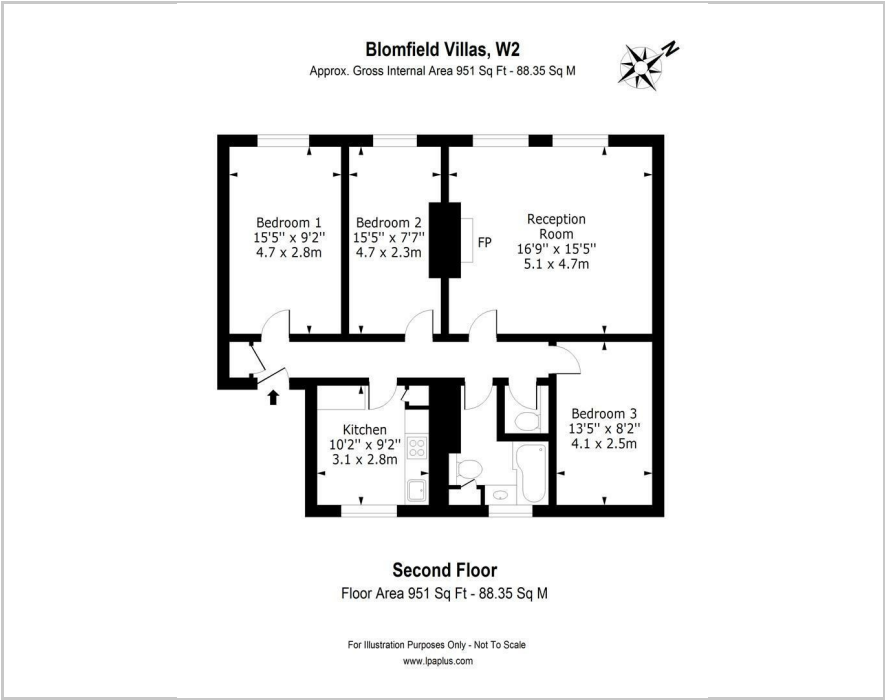 Blomfield Villas, W2
Approx. Gross Internal Area 951 Sq Ft - 88.35 Sq M
N
Bedroom 1
15'5" x 9'2"
4.7 x 2.8m
Bedroom 2
15'5" x 7'7"
4.7 x 2.3m
FP
Reception
Room
16'9" x 15'5"
5.1 x 4.7m
Kitchen
10'2" x 9'2"
3.1 x 2.8m
Bedroom 3
13'5" x 8'2"
4.1 x 2.5m
Second Floor
Floor Area 951 Sq Ft - 88.35 Sq M
For Illustration Purposes Only - Not To Scale
www.lpaplus.com